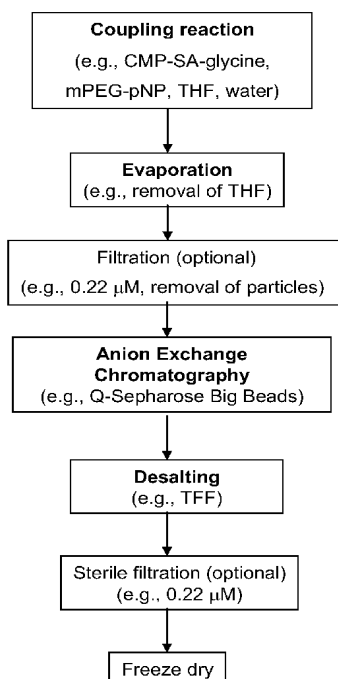 Coupling reaction
(e.g., CMP-SA-glycine,
mPEG-pNP, THF, water)
Evaporation
(e.g., removal of THF)
Filtration (optional)
(e.g., 0.22 μM, removal of particles)
Anion Exchange
Chromatography
(e.g., Q-Sepharose Big Beads)
Desalting
(e.g., TFF)
Sterile filtration (optional)
(e.g., 0.22 μM)
Freeze dry